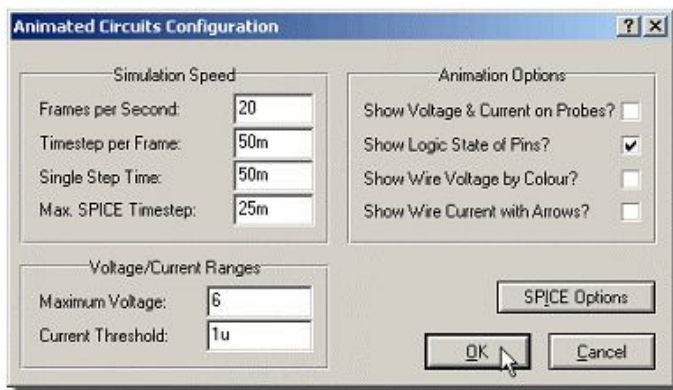 Animated Circuits Configuration
Simulation Speed
Frames per Second: 20
Timestep per Frame: 50m
Single Step Time: 50m
Max. SPICE Timestep: 25m
Animation Options
Show Voltage & Current on Probes?
Show Logic State of Pins?
Show Wire Voltage by Colour?
Show Wire Current with Arrows?
Voltage/Current Ranges
Maximum Voltage: 6
Current Threshold: 1u
SPICE Options
OK
Cancel